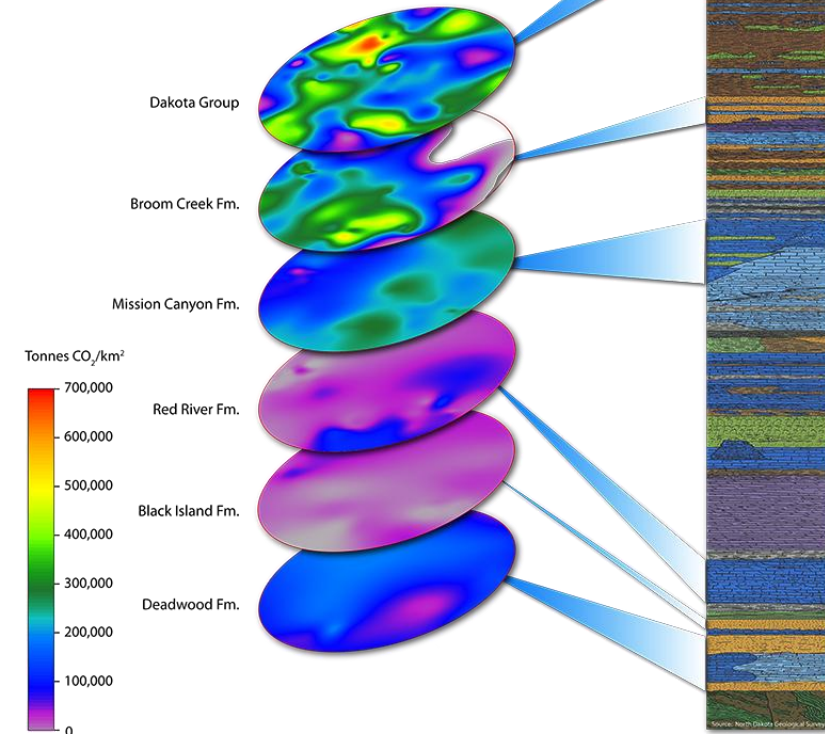 Dakota Group
Broom Creek Fm.
Mission Canyon Fm.
Tonnes CO₂/km²
700,000
Red River Fm.
600,000
500,000
Black Island Fm.
400,000
300,000
Deadwood Fm.
200,000
100,000
0
Source: North Dakota Geological Survey